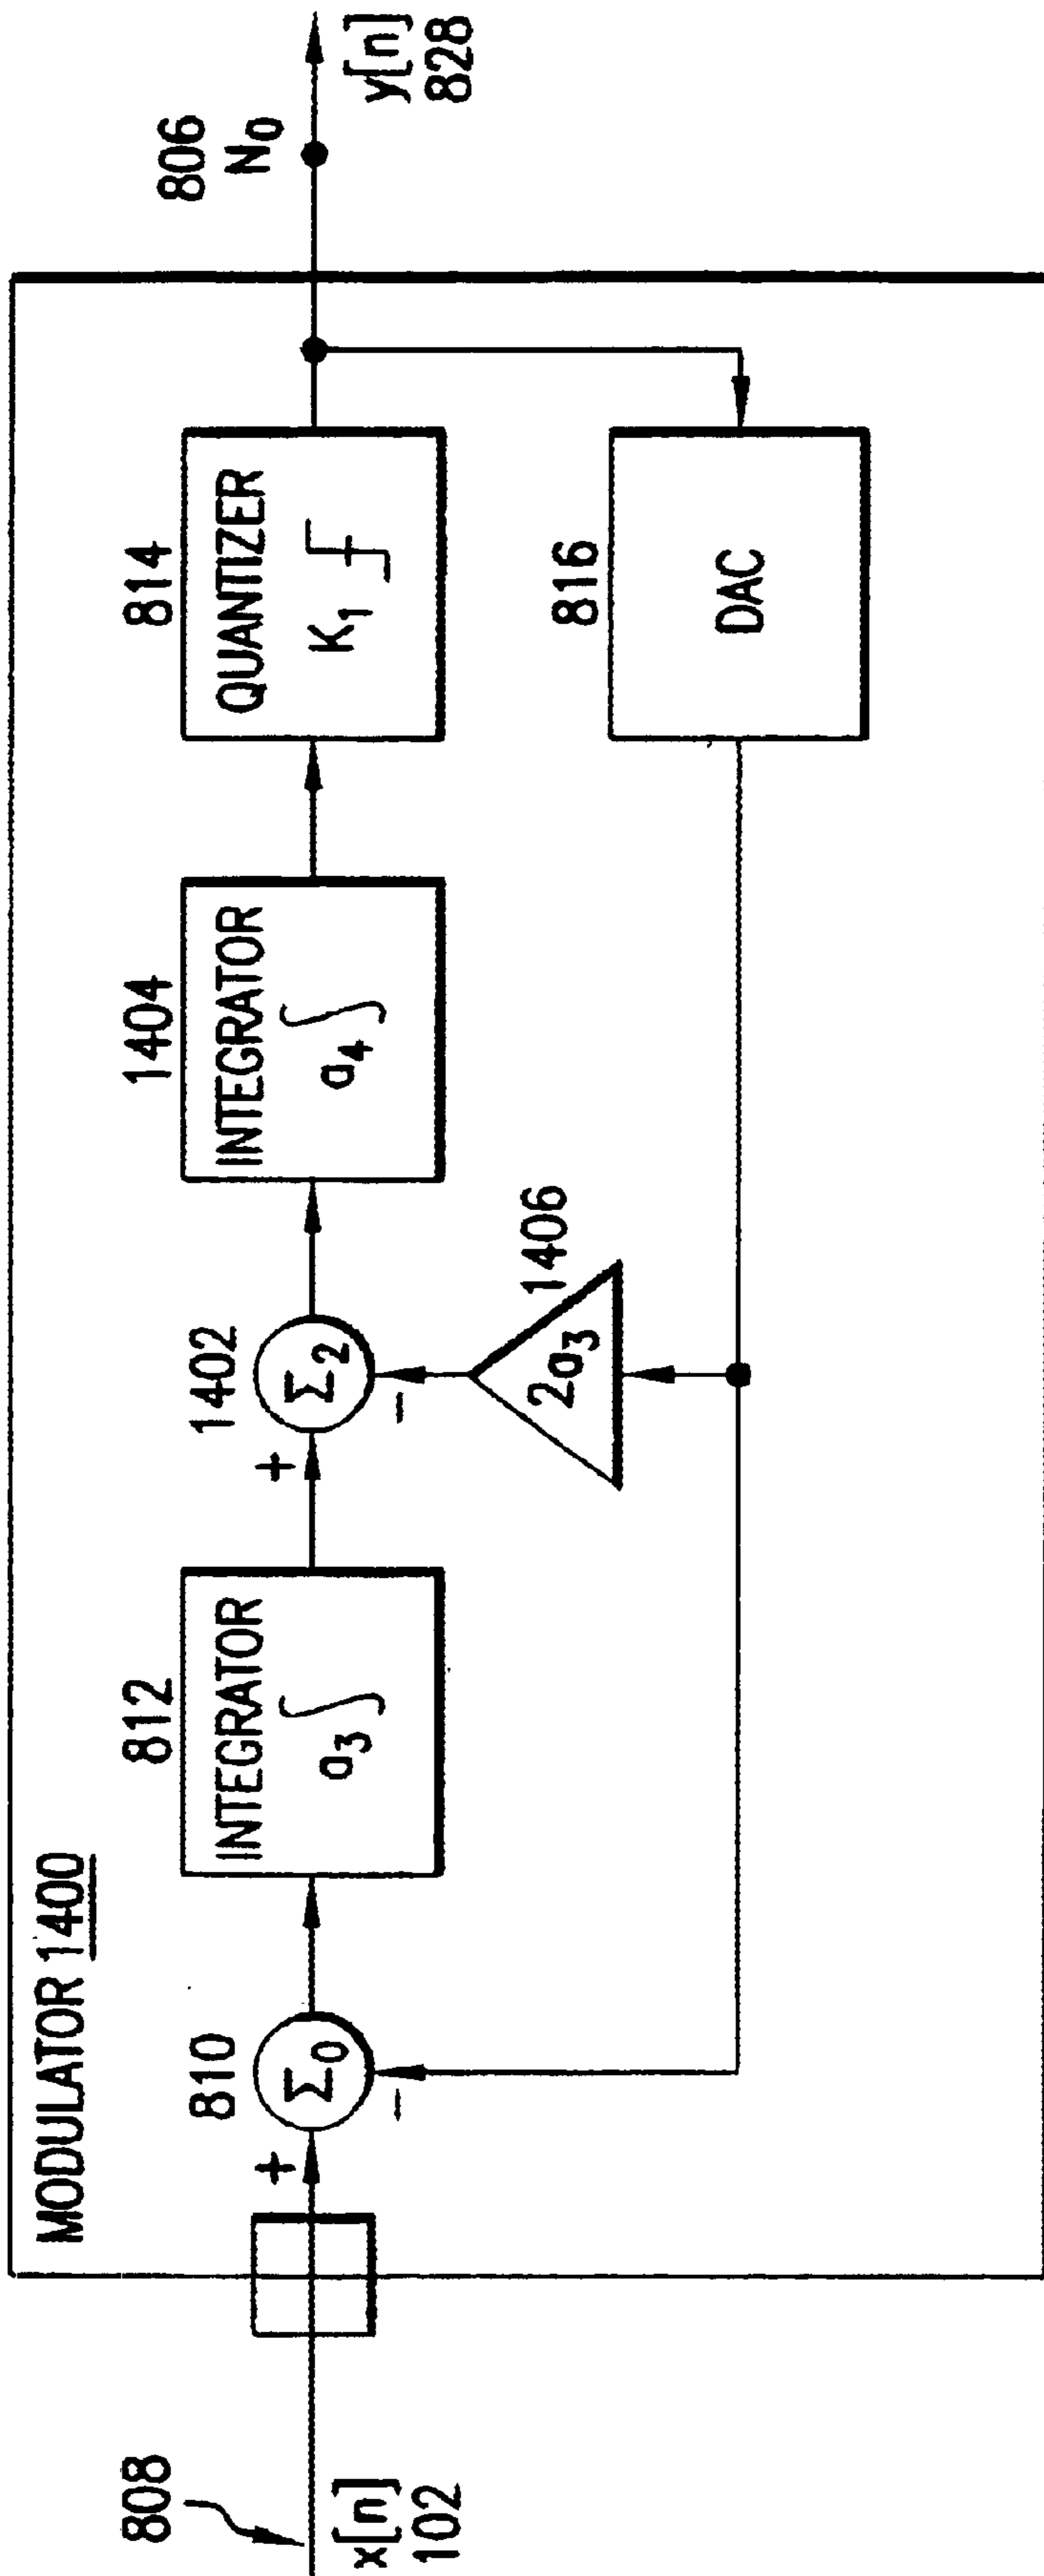 MODULATOR 1400
808
x[n]
102
810
+
Σ0
−
812
INTEGRATOR
a3 ∫
+
1402
Σ2
−
2a3
1406
1404
INTEGRATOR
a4 ∫
814
QUANTIZER
K1
816
DAC
806
N0
y[n]
828